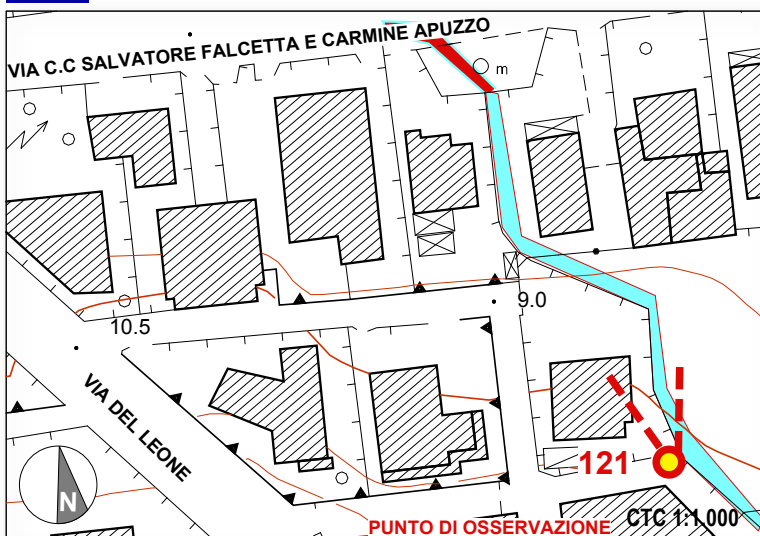 VIA C.C SALVATORE FALCETTA E CARMINE APUZZO
m
9.0
10.5
VIA DEL LEONE
121
N
PUNTO DI OSSERVAZIONE
CTC 1:1.000